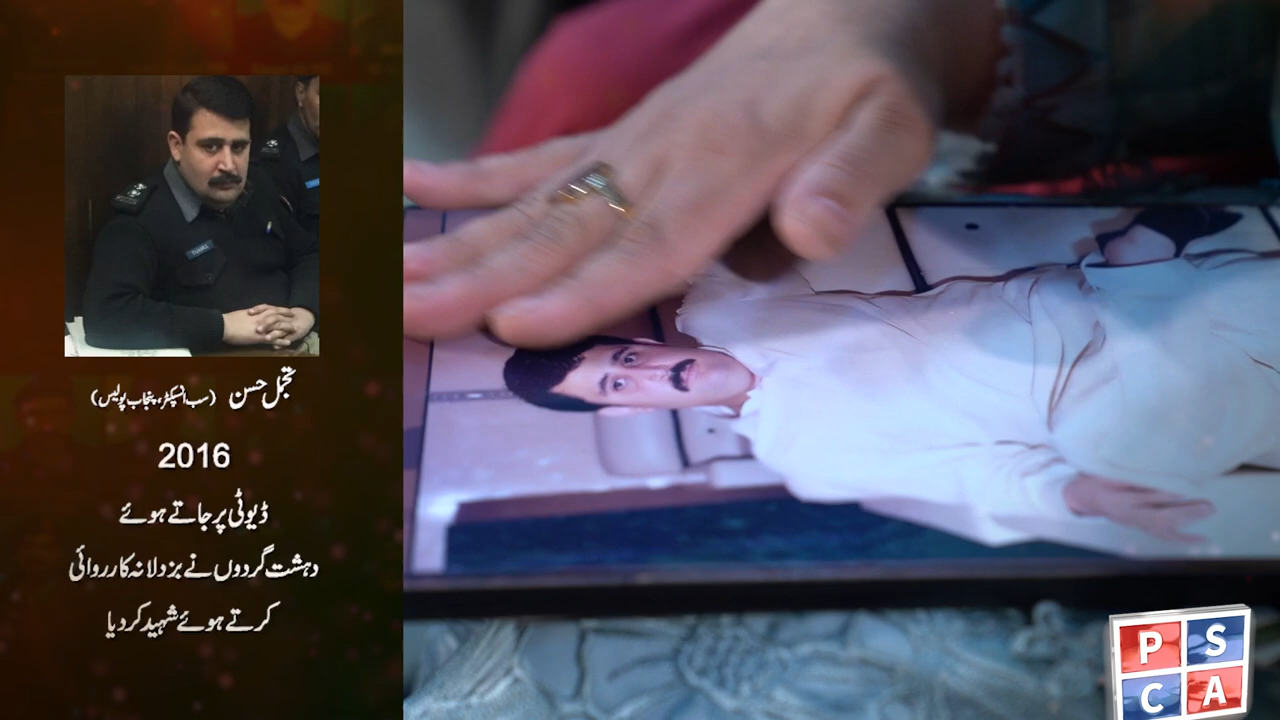 تجمل حسن (سب انسپکٹر، پنجاب پولیس)
2016
ڈیوٹی پر جاتے ہوئے
دہشت گردوں نے بزدلانہ کارروائی
کرتے ہوئے شہید کر دیا
P S
C A